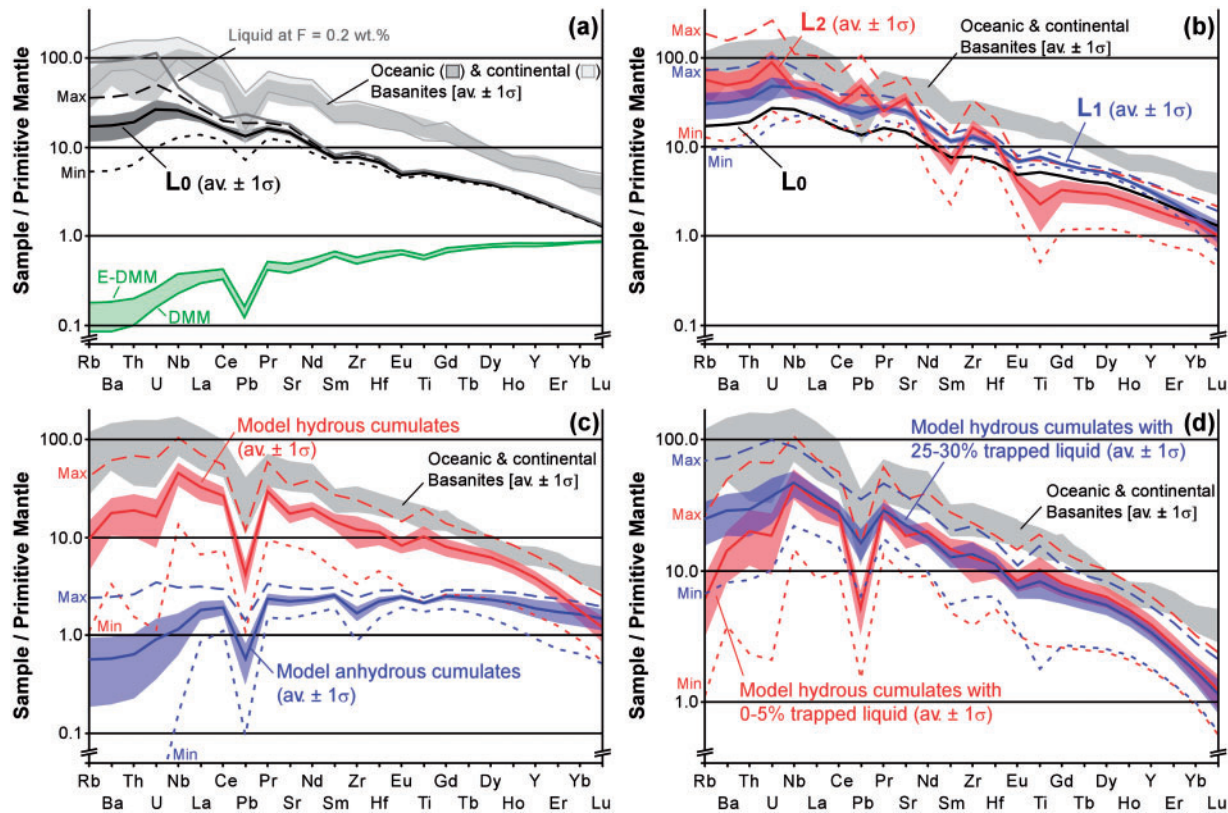 (a)
Sample / Primitive Mantle
100.0
10.0
1.0
0.1
Liquid at F = 0.2 wt.%
Oceanic ( ) & continental ( )
Basanites [av. ± 1σ]
Max
Min
L0 (av. ± 1σ)
E-DMM
DMM
Rb Th Nb Ce Pr Nd Zr Eu Gd Dy Y Yb
Ba U La Pb Sr Sm Hf Ti Tb Ho Er Lu
(b)
Sample / Primitive Mantle
100.0
10.0
1.0
0.1
Max
L2 (av. ± 1σ)
Oceanic & continental
Basanites [av. ± 1σ]
Max
L1 (av. ± 1σ)
Min
Min
L0
Rb Th Nb Ce Pr Nd Zr Eu Gd Dy Y Yb
Ba U La Pb Sr Sm Hf Ti Tb Ho Er Lu
(c)
Sample / Primitive Mantle
100.0
10.0
1.0
0.1
Model hydrous cumulates
(av. ± 1σ)
Max
Oceanic & continental
Basanites [av. ± 1σ]
Max
Min
Model anhydrous cumulates
(av. ± 1σ)
Min
Rb Th Nb Ce Pr Nd Zr Eu Gd Dy Y Yb
Ba U La Pb Sr Sm Hf Ti Tb Ho Er Lu
(d)
Sample / Primitive Mantle
100.0
10.0
1.0
Model hydrous cumulates with
25-30% trapped liquid (av. ± 1σ)
Max
Oceanic & continental
Basanites [av. ± 1σ]
Max
Min
Min
Model hydrous cumulates with
0-5% trapped liquid (av. ± 1σ)
Rb Th Nb Ce Pr Nd Zr Eu Gd Dy Y Yb
Ba U La Pb Sr Sm Hf Ti Tb Ho Er Lu